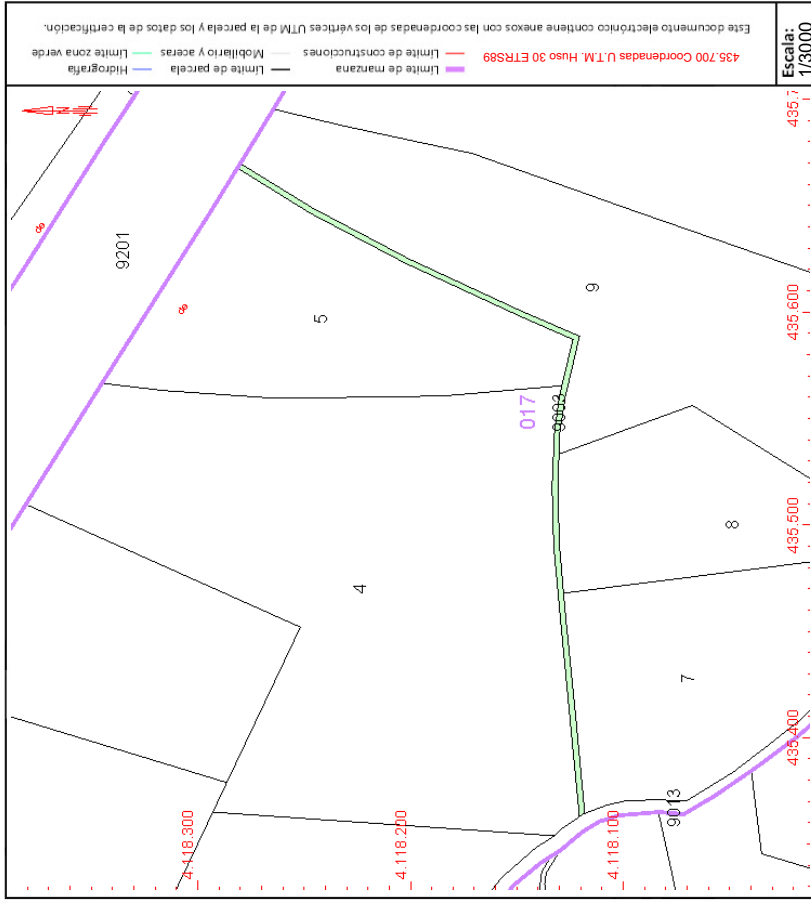 Este documento electrónico contiene anexos con las coordenadas de los vértices UTM de la parcela y los datos de la certificación.
435.700 Coordenadas U.T.M. Huso 30 ETRS89
Límite de manzana
Límite de construcciones
Límite de parcela
Mobiliario y aceras
Hidrografía
Límite zona verde
Escala:
1/3000
9201
5
9
017
9003
4
8
7
9013
4.118.300
4.118.200
4.118.100
435.400
435.500
435.600
435.7